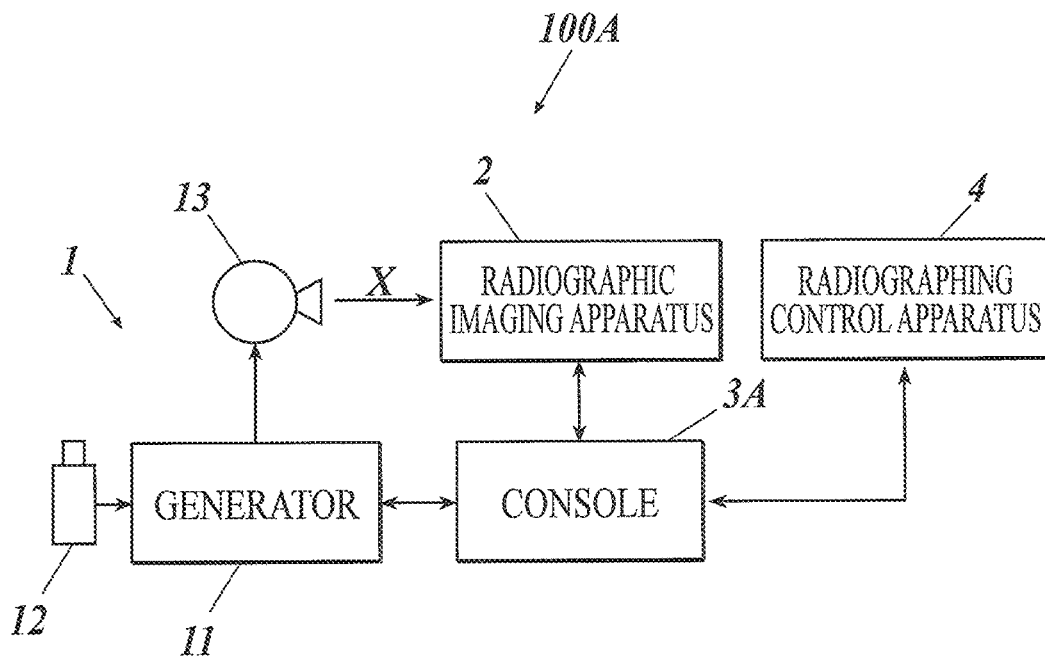 100A
2
4
13
1
X
RADIOGRAPHIC
IMAGING APPARATUS
RADIOGRAPHING
CONTROL APPARATUS
3A
GENERATOR
CONSOLE
12
11